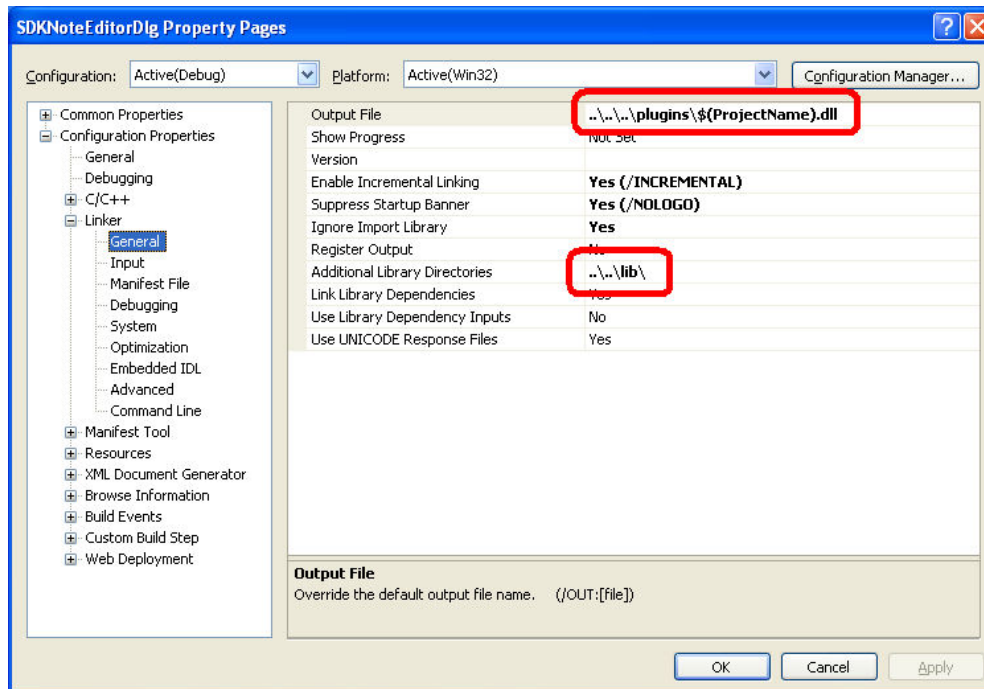 SDKNoteEditorDlg Property Pages
Configuration: Active(Debug) Platform: Active(Win32) Configuration Manager...
Common Properties
Configuration Properties
General
Debugging
C/C++
Linker
General
Input
Manifest File
Debugging
System
Optimization
Embedded IDL
Advanced
Command Line
Manifest Tool
Resources
XML Document Generator
Browse Information
Build Events
Custom Build Step
Web Deployment
Output File ..\..\..\plugins\$(ProjectName).dll
Show Progress Not Set
Version
Enable Incremental Linking Yes (/INCREMENTAL)
Suppress Startup Banner Yes (/NOLOGO)
Ignore Import Library Yes
Register Output No
Additional Library Directories ..\..\lib\
Link Library Dependencies Yes
Use Library Dependency Inputs No
Use UNICODE Response Files Yes
Output File
Override the default output file name. (/OUT:[file])
OK Cancel Apply